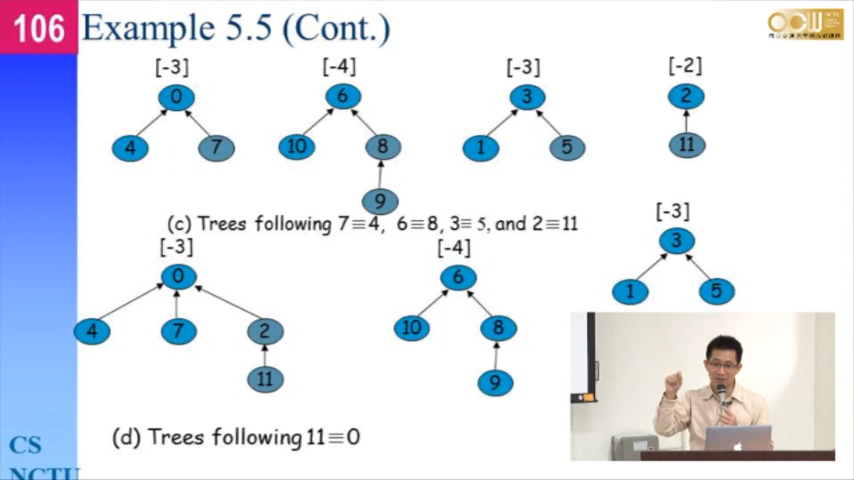 106 Example 5.5 (Cont.)
OCW
[-3] [-4] [-3] [-2]
0 6 3 2
4 7 10 8 1 5 11
9
(c) Trees following 7≡4, 6≡8, 3≡ 5, and 2≡11
[-3] [-4] [-3]
0 6 3
4 7 2 10 8 1 5
11 9
(d) Trees following 11≡0
CS
NCTU